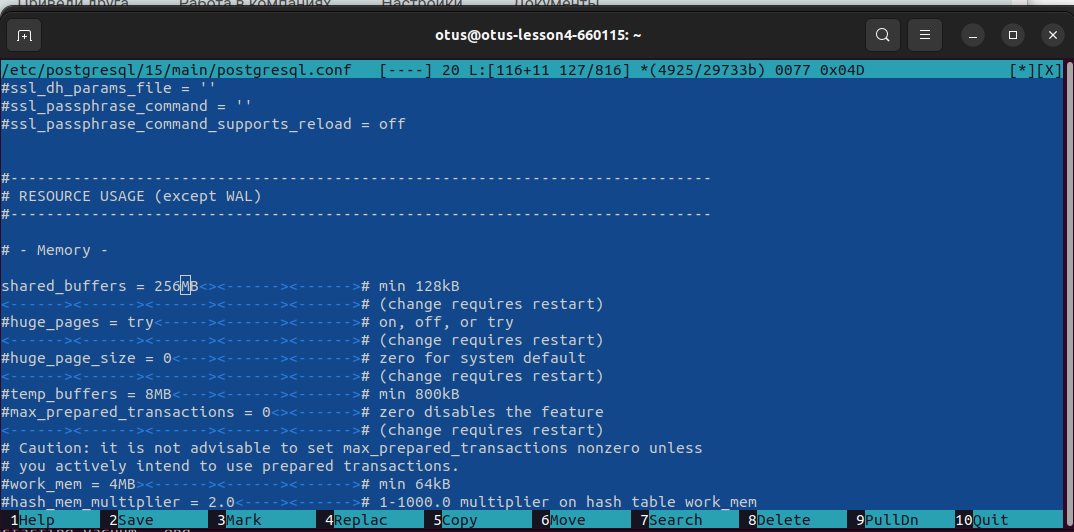 Приведи друга Работа в компаниях Настройки Документы
otus@otus-lesson4-660115: ~
/etc/postgresql/15/main/postgresql.conf [----] 20 L:[116+11 127/816] *(4925/29733b) 0077 0x04D [*][X]
#ssl_dh_params_file = ''
#ssl_passphrase_command = ''
#ssl_passphrase_command_supports_reload = off
#------------------------------------------------------------------------------
# RESOURCE USAGE (except WAL)
#------------------------------------------------------------------------------
# - Memory -
shared_buffers = 256MB<><------><------># min 128kB
<------><------><------><------><------># (change requires restart)
#huge_pages = try<------><------><------># on, off, or try
<------><------><------><------><------># (change requires restart)
#huge_page_size = 0<----><------><------># zero for system default
<------><------><------><------><------># (change requires restart)
#temp_buffers = 8MB<---><------><------># min 800kB
#max_prepared_transactions = 0<><------># zero disables the feature
<------><------><------><------><------># (change requires restart)
# Caution: it is not advisable to set max_prepared_transactions nonzero unless
# you actively intend to use prepared transactions.
#work_mem = 4MB><------><------><------># min 64kB
#hash_mem_multiplier = 2.0<----><------># 1-1000.0 multiplier on hash table work_mem
1Help 2Save 3Mark 4Replac 5Copy 6Move 7Search 8Delete 9PullDn 10Quit